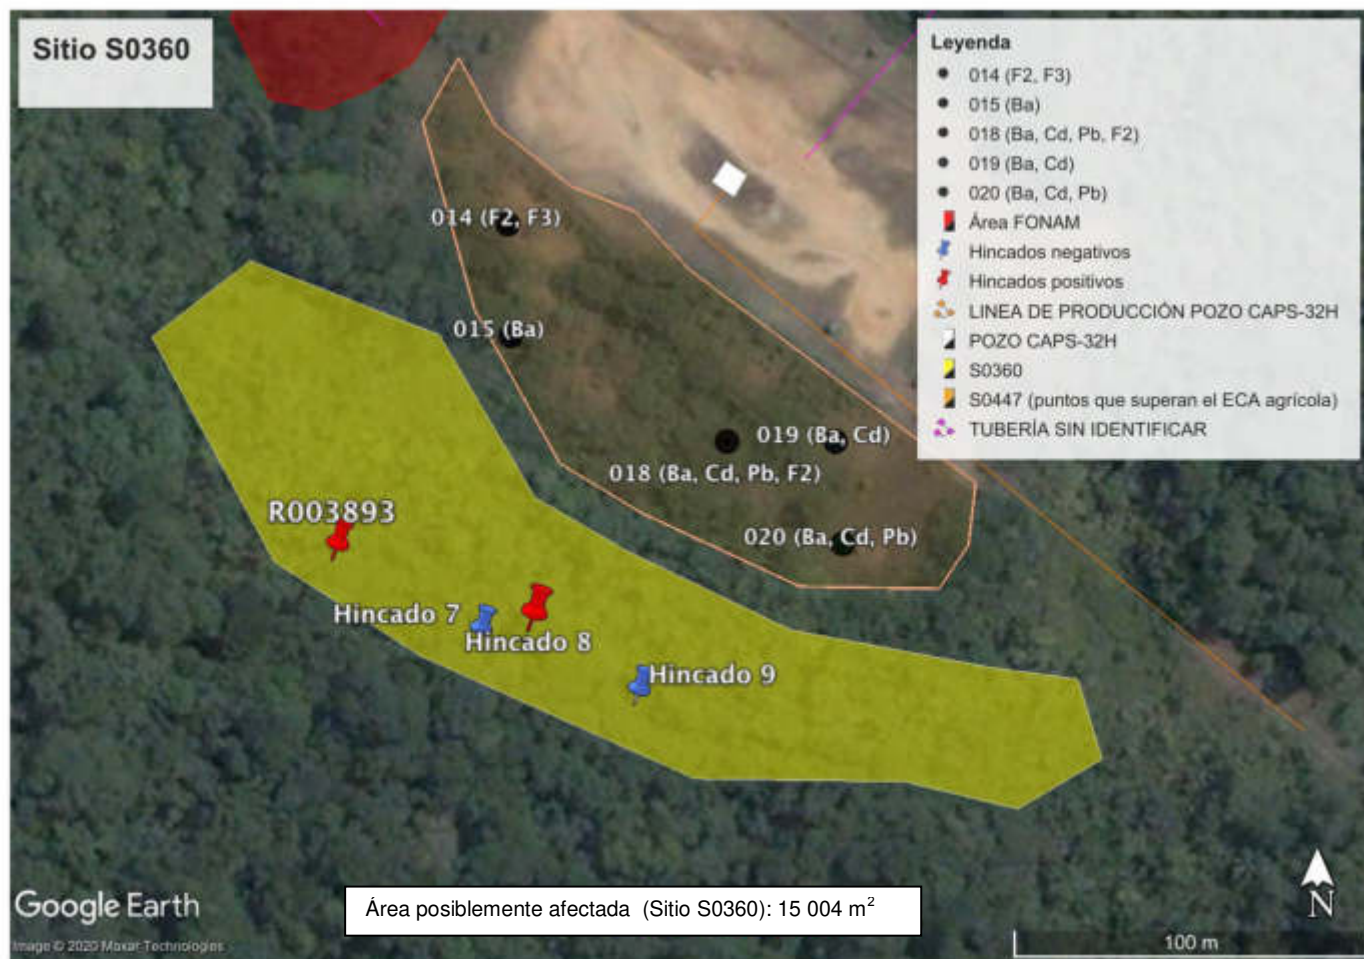 Sitio S0360
Leyenda
014 (F2, F3)
015 (Ba)
018 (Ba, Cd, Pb, F2)
019 (Ba, Cd)
020 (Ba, Cd, Pb)
Área FONAM
Hincados negativos
Hincados positivos
LINEA DE PRODUCCIÓN POZO CAPS-32H
POZO CAPS-32H
S0360
S0447 (puntos que superan el ECA agrícola)
TUBERÍA SIN IDENTIFICAR
014 (F2, F3)
015 (Ba)
019 (Ba, Cd)
018 (Ba, Cd, Pb, F2)
020 (Ba, Cd, Pb)
R003893
Hincado 7
Hincado 8
Hincado 9
Google Earth
Image © 2020 Maxar Technologies
Área posiblemente afectada (Sitio S0360): 15 004 m²
N
100 m